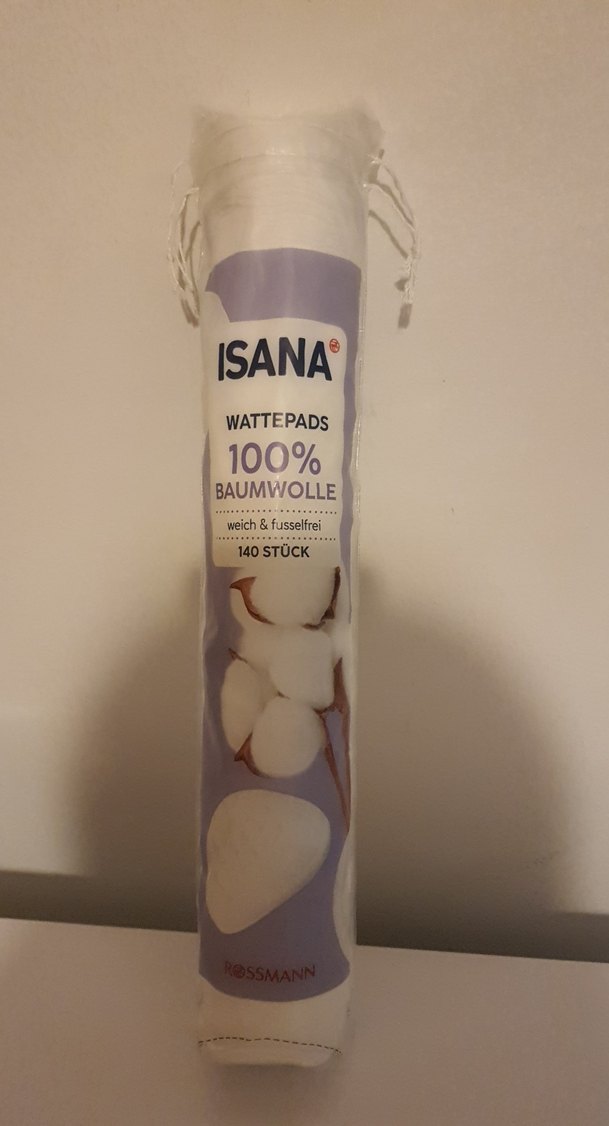 ISANA
WATTEPADS
100%
BAUMWOLLE
weich & fusselfrei
140 STÜCK
ROSSMANN